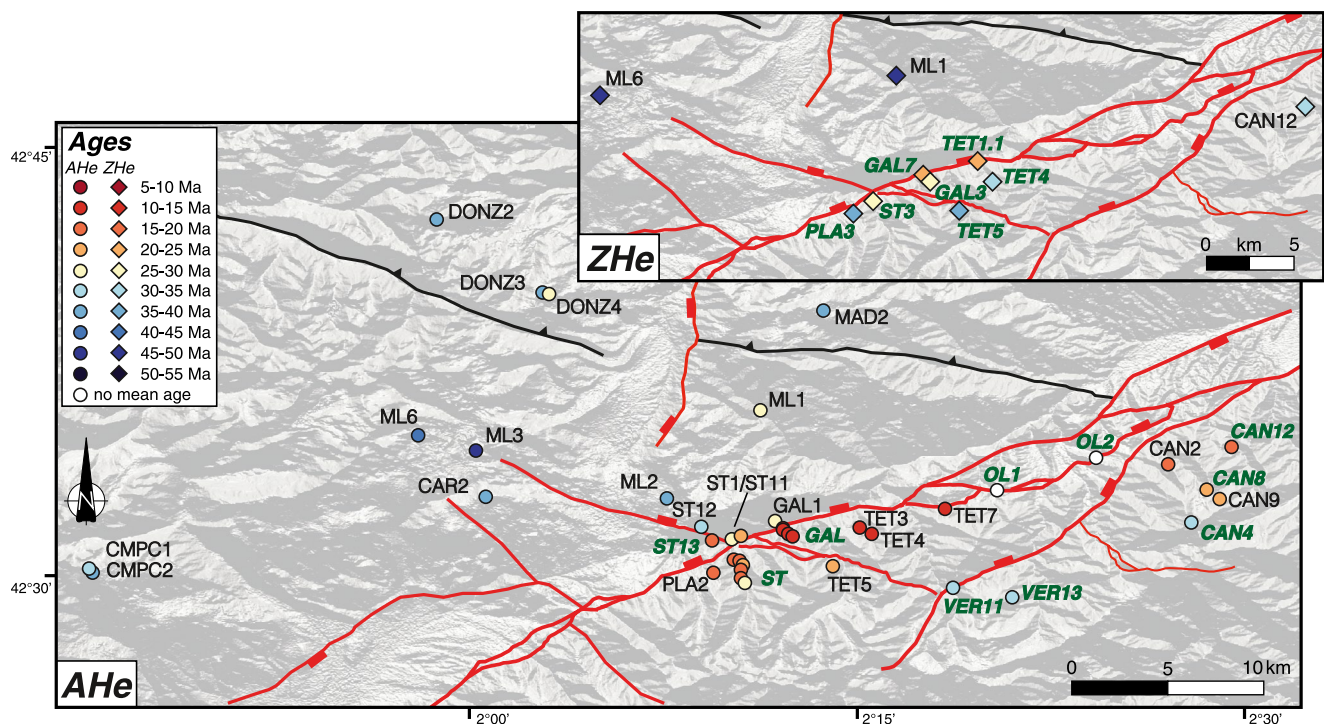 ML6
ML1
CAN12
TET1.1
GAL7
TET4
GAL3
ST3
PLA3
TET5
0 km 5
ZHe
42°45'
Ages
AHe ZHe
5-10 Ma
10-15 Ma
15-20 Ma
20-25 Ma
25-30 Ma
30-35 Ma
35-40 Ma
40-45 Ma
45-50 Ma
50-55 Ma
no mean age
DONZ2
DONZ3
DONZ4
MAD2
ML1
ML6
ML3
CAR2
ML2
ST1/ST11
ST12
GAL1
ST13
GAL
TET3
TET4
TET7
OL1
OL2
CAN2
CAN12
CAN8
CAN9
CAN4
N
CMPC1
CMPC2
42°30'
PLA2
ST
TET5
VER11
VER13
0 5 10 km
AHe
2°00' 2°15' 2°30'